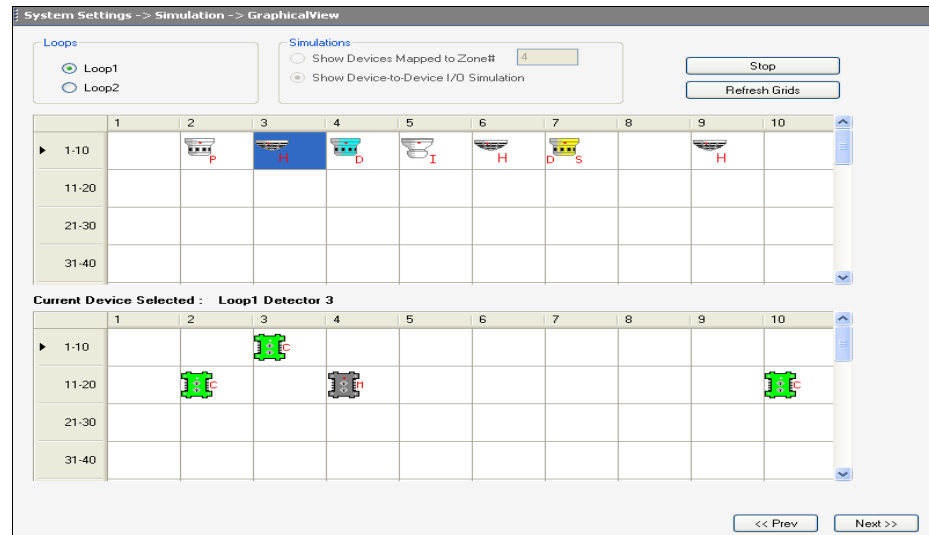 System Settings -> Simulation -> GraphicalView
Loops
Loop1
Loop2
Simulations
Show Devices Mapped to Zone# 4
Show Device-to-Device I/O Simulation
Stop
Refresh Grids
1 2 3 4 5 6 7 8 9 10
1-10 P H D I H D S H
11-20
21-30
31-40
Current Device Selected : Loop1 Detector 3
1 2 3 4 5 6 7 8 9 10
1-10 C
11-20 C M C
21-30
31-40
<< Prev Next >>